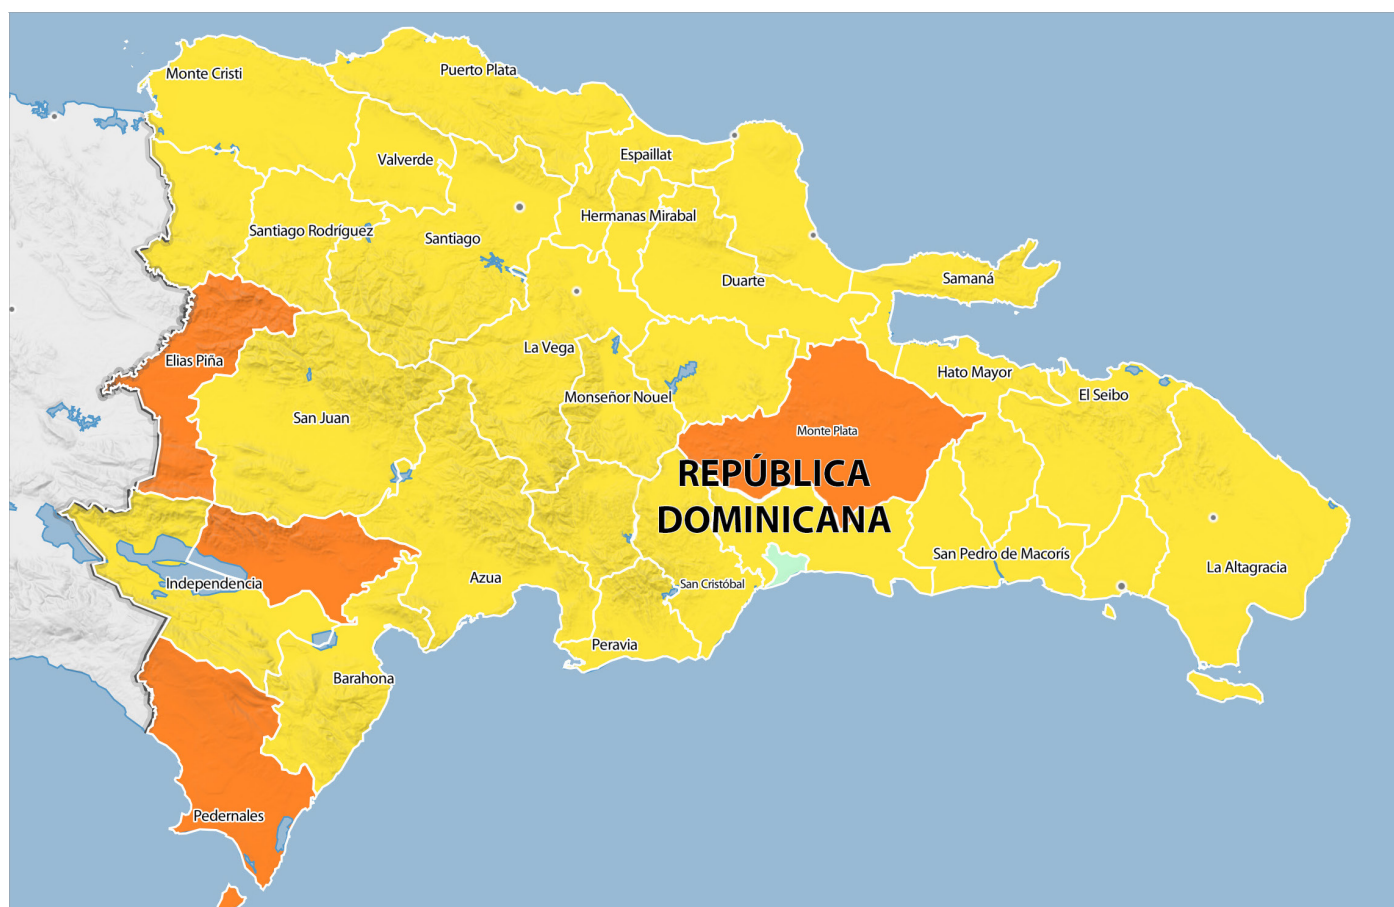 Puerto Plata
Monte Cristi
Espaillat
Valverde
Hermanas Mirabal
Santiago Rodríguez
Santiago
Samaná
Duarte
La Vega
Elias Piña
Hato Mayor
El Seibo
Monseñor Nouel
San Juan
Monte Plata
REPÚBLICA
DOMINICANA
San Pedro de Macorís
La Altagracia
Azua
Independencia
San Cristóbal
Peravia
Barahona
Pedernales